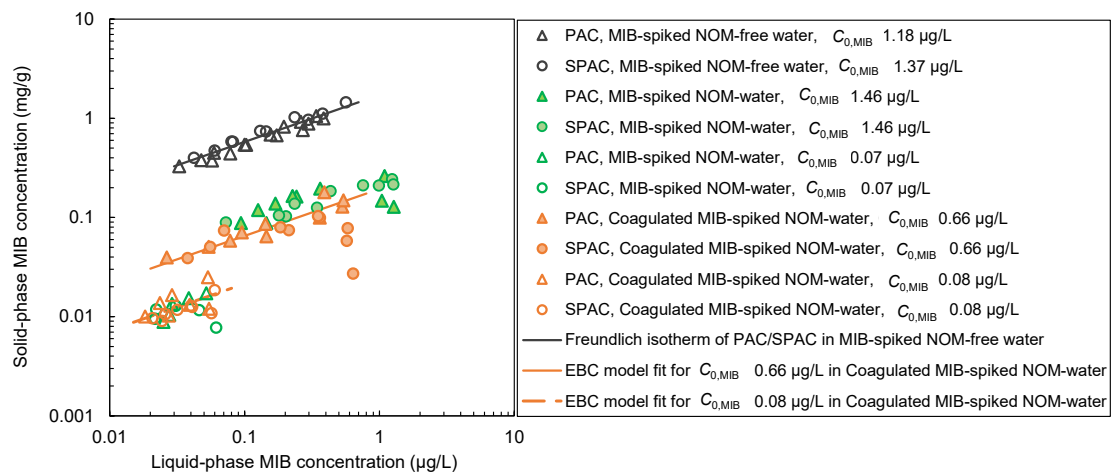 Solid-phase MIB concentration (mg/g)
10
1
0.1
0.01
0.001
0.01
0.1
1
10
Liquid-phase MIB concentration (µg/L)
PAC, MIB-spiked NOM-free water, C0,MIB 1.18 µg/L
SPAC, MIB-spiked NOM-free water, C0,MIB 1.37 µg/L
PAC, MIB-spiked NOM-water, C0,MIB 1.46 µg/L
SPAC, MIB-spiked NOM-water, C0,MIB 1.46 µg/L
PAC, MIB-spiked NOM-water, C0,MIB 0.07 µg/L
SPAC, MIB-spiked NOM-water, C0,MIB 0.07 µg/L
PAC, Coagulated MIB-spiked NOM-water, C0,MIB 0.66 µg/L
SPAC, Coagulated MIB-spiked NOM-water, C0,MIB 0.66 µg/L
PAC, Coagulated MIB-spiked NOM-water, C0,MIB 0.08 µg/L
SPAC, Coagulated MIB-spiked NOM-water, C0,MIB 0.08 µg/L
Freundlich isotherm of PAC/SPAC in MIB-spiked NOM-free water
EBC model fit for C0,MIB 0.66 µg/L in Coagulated MIB-spiked NOM-water
EBC model fit for C0,MIB 0.08 µg/L in Coagulated MIB-spiked NOM-water